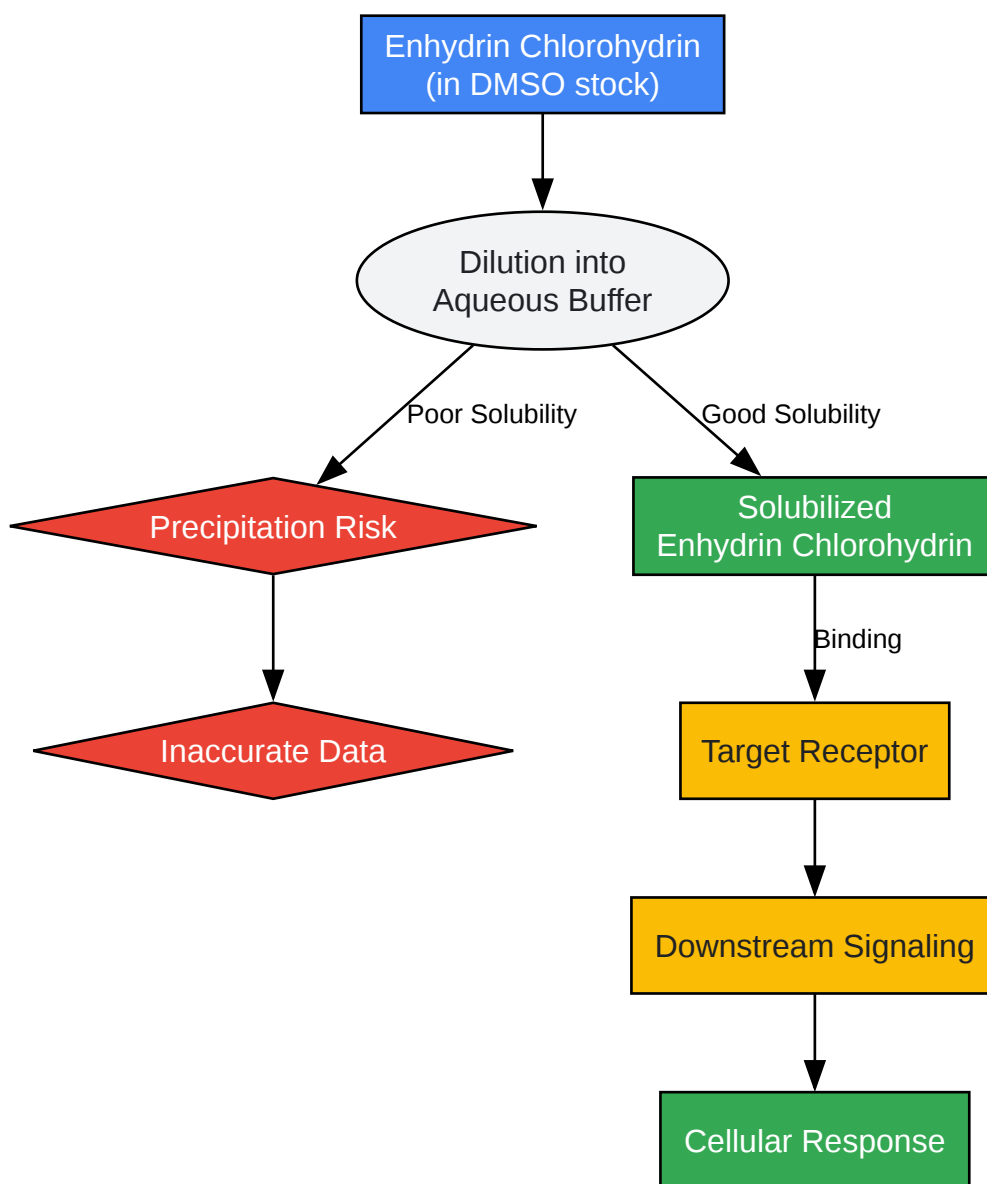 Enhydrin Chlorohydrin
(in DMSO stock)
Dilution into
Aqueous Buffer
Poor Solubility
Good Solubility
Precipitation Risk
Solubilized
Enhydrin Chlorohydrin
Binding
Inaccurate Data
Target Receptor
Downstream Signaling
Cellular Response